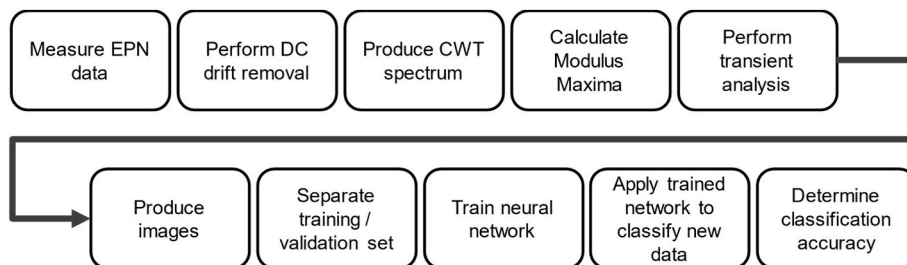 Measure EPN
data
Perform DC
drift removal
Produce CWT
spectrum
Calculate
Modulus
Maxima
Perform
transient
analysis
Produce
images
Separate
training /
validation set
Train neural
network
Apply trained
network to
classify new
data
Determine
classification
accuracy